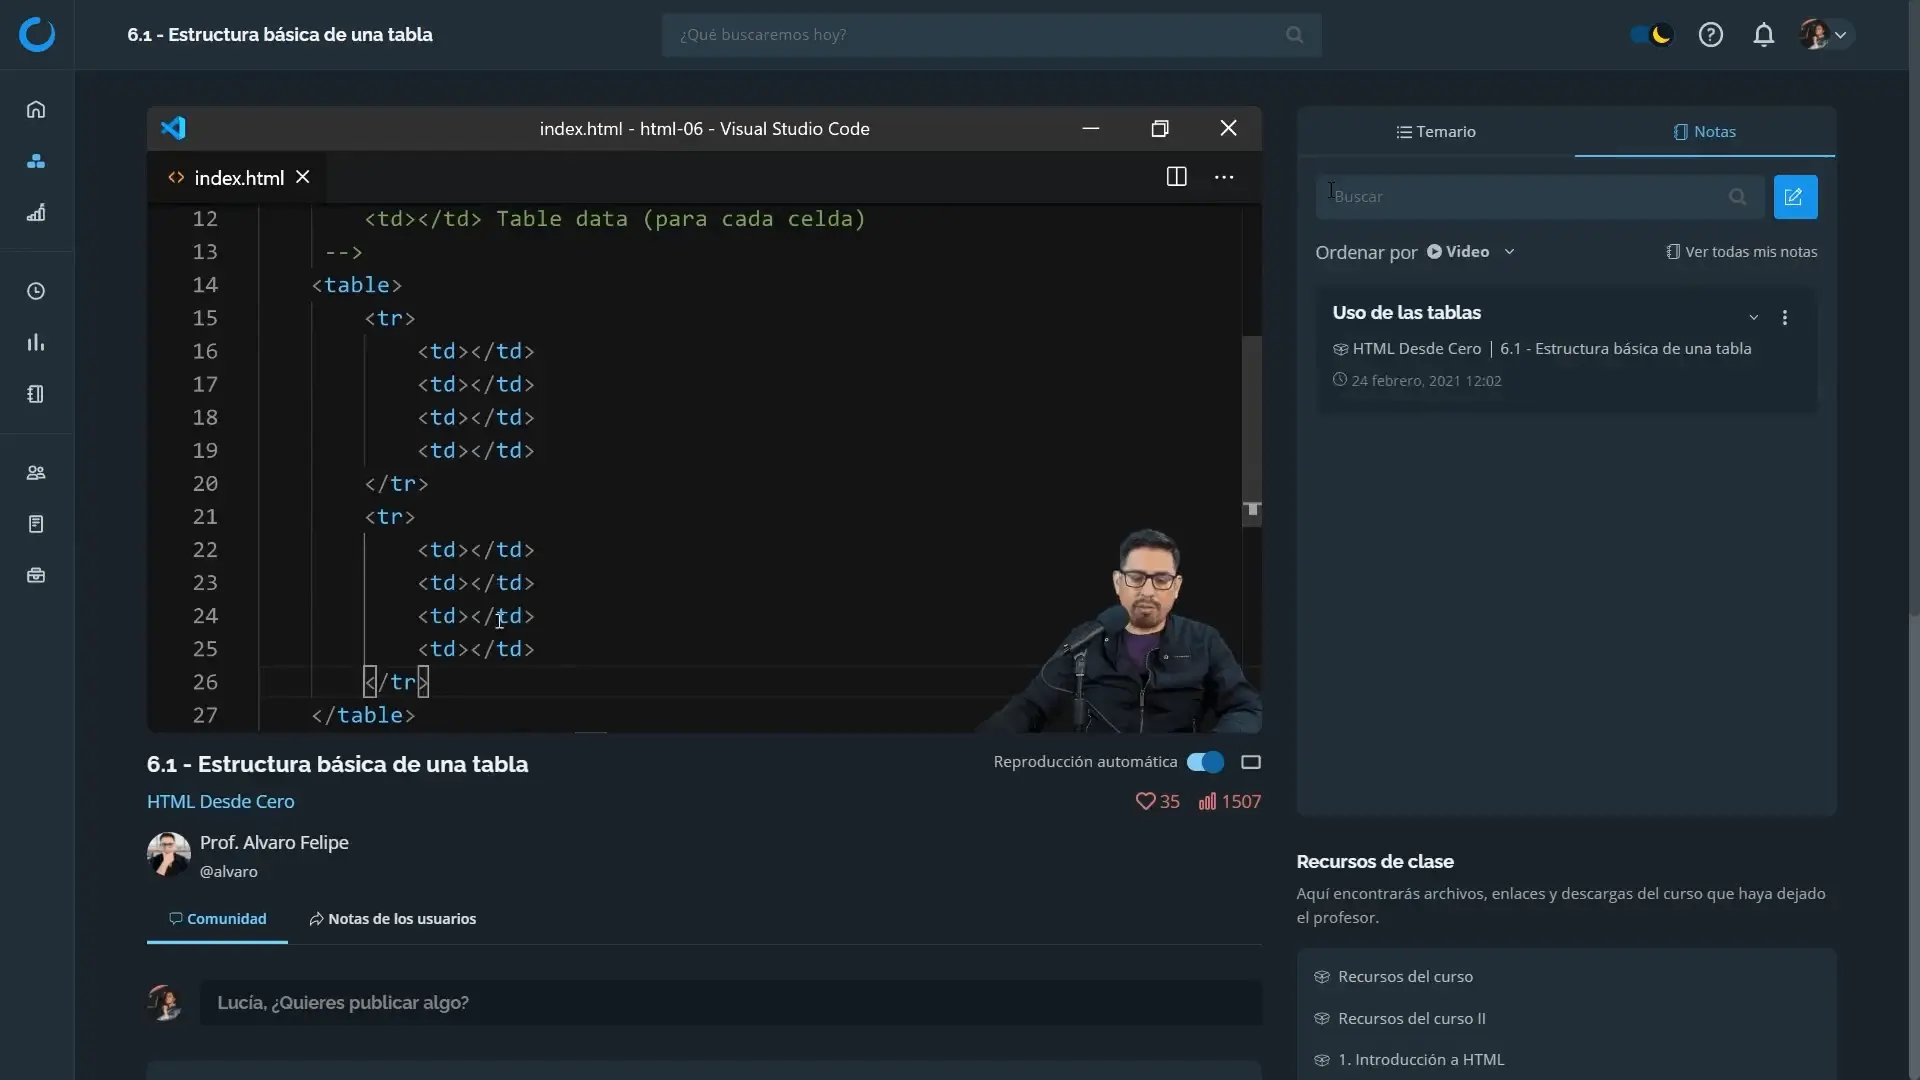 6.1 - Estructura básica de una tabla
¿Qué buscaremos hoy?
index.html - html-06 - Visual Studio Code
<> index.html
12 <td></td> Table data (para cada celda)
13 -->
14 <table>
15 <tr>
16 <td></td>
17 <td></td>
18 <td></td>
19 <td></td>
20 </tr>
21 <tr>
22 <td></td>
23 <td></td>
24 <td></td>
25 <td></td>
26 </tr>
27 </table>
6.1 - Estructura básica de una tabla
Reproducción automática
HTML Desde Cero
35 1507
Prof. Alvaro Felipe
@alvaro
Comunidad Notas de los usuarios
Lucía, ¿Quieres publicar algo?
Temario Notas
Buscar
Ordenar por Video Ver todas mis notas
Uso de las tablas
HTML Desde Cero | 6.1 - Estructura básica de una tabla
24 febrero, 2021 12:02
Recursos de clase
Aquí encontrarás archivos, enlaces y descargas del curso que haya dejado
el profesor.
Recursos del curso
Recursos del curso II
1. Introducción a HTML